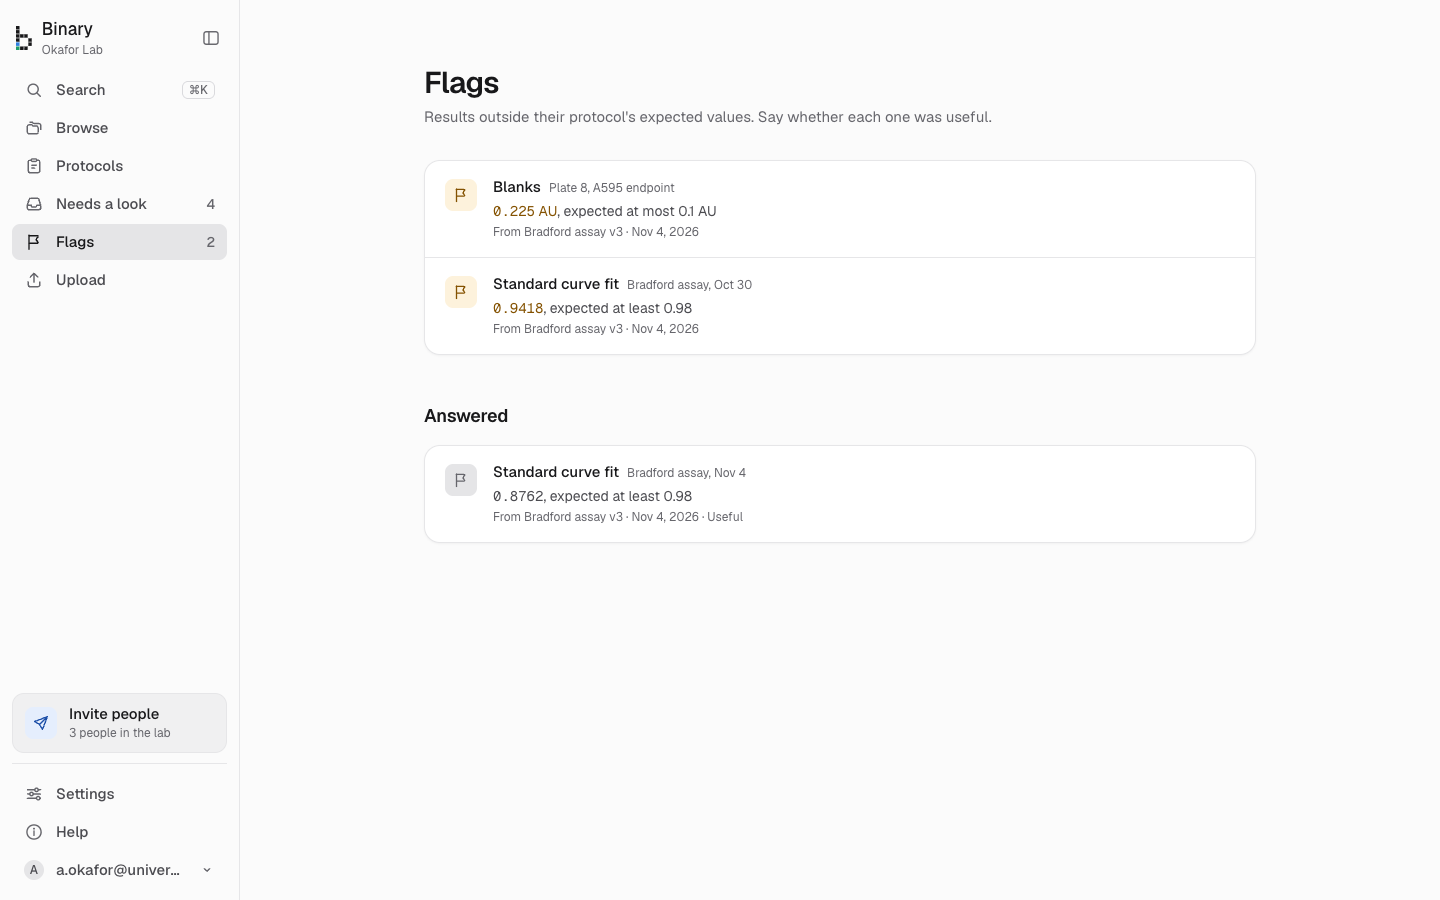 Binary
Okafor Lab
Search ⌘K
Browse
Protocols
Needs a look 4
Flags 2
Upload
Invite people
3 people in the lab
Settings
Help
A a.okafor@univer...
Flags
Results outside their protocol's expected values. Say whether each one was useful.
Blanks Plate 8, A595 endpoint
0.225 AU, expected at most 0.1 AU
From Bradford assay v3 · Nov 4, 2026
Standard curve fit Bradford assay, Oct 30
0.9418, expected at least 0.98
From Bradford assay v3 · Nov 4, 2026
Answered
Standard curve fit Bradford assay, Nov 4
0.8762, expected at least 0.98
From Bradford assay v3 · Nov 4, 2026 · Useful